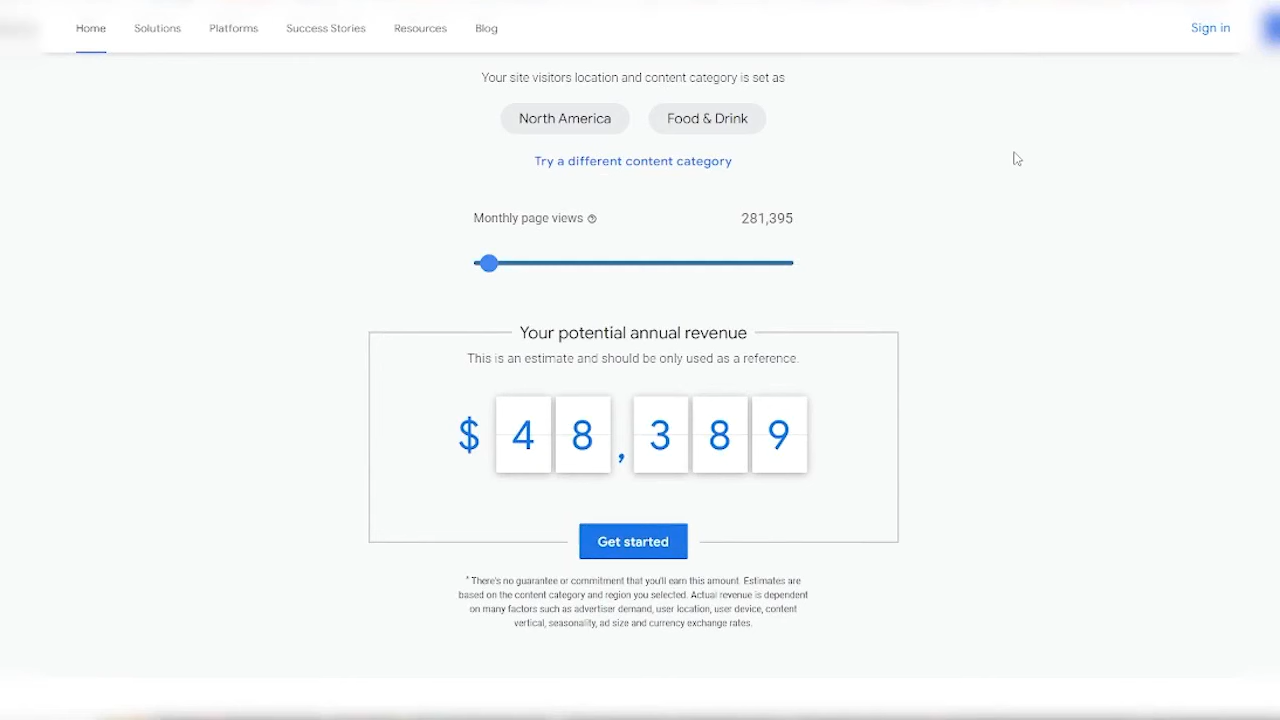 Home Solutions Platforms Success Stories Resources Blog Sign in
Your site visitors location and content category is set as
North America Food & Drink
Try a different content category
Monthly page views 281,395
Your potential annual revenue
This is an estimate and should be only used as a reference.
$ 48,389
Get started
* There's no guarantee or commitment that you'll earn this amount. Estimates are
based on the content category and region you selected. Actual revenue is dependent
on many factors such as advertiser demand, user location, user device, content
vertical, seasonality, ad size and currency exchange rates.